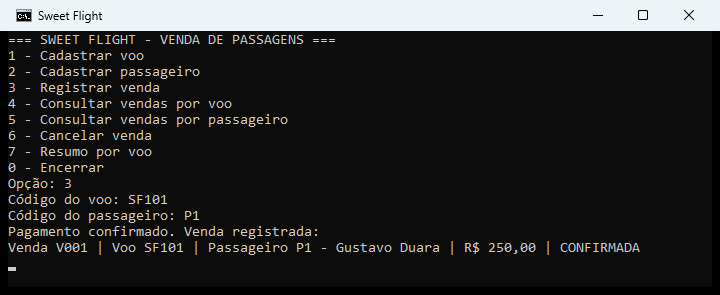 Sweet Flight
=== SWEET FLIGHT - VENDA DE PASSAGENS ===
1 - Cadastrar voo
2 - Cadastrar passageiro
3 - Registrar venda
4 - Consultar vendas por voo
5 - Consultar vendas por passageiro
6 - Cancelar venda
7 - Resumo por voo
0 - Encerrar
Opção: 3
Código do voo: SF101
Código do passageiro: P1
Pagamento confirmado. Venda registrada:
Venda V001 | Voo SF101 | Passageiro P1 - Gustavo Duara | R$ 250,00 | CONFIRMADA